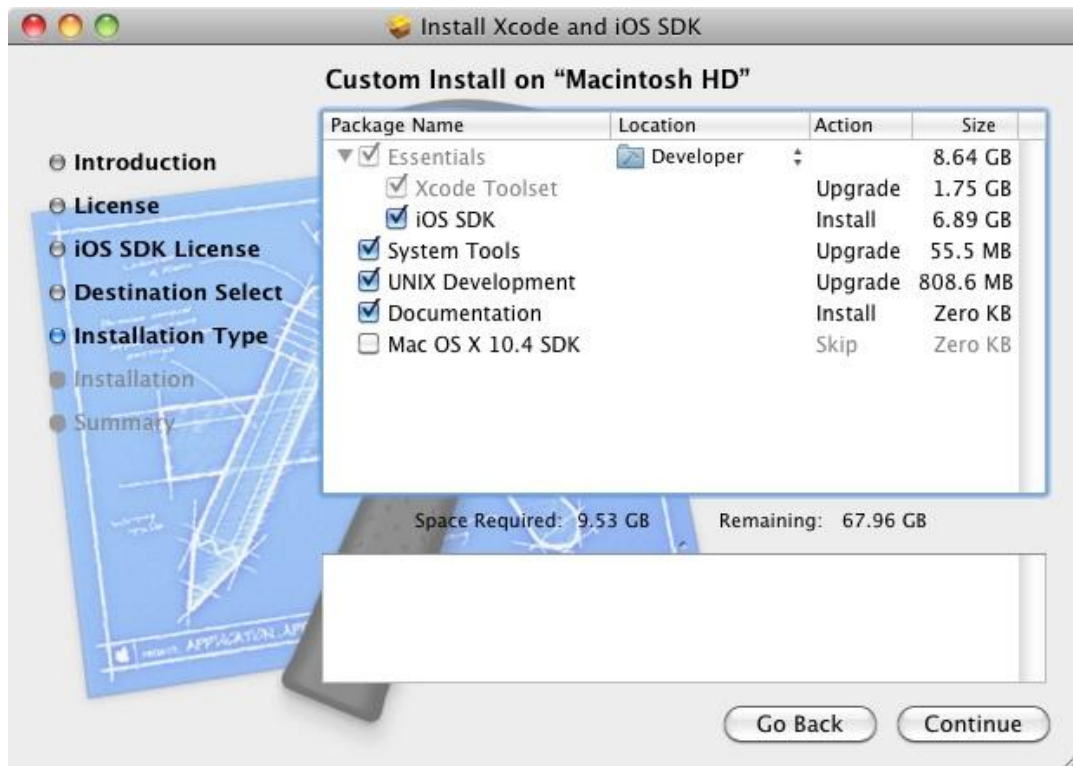 Install Xcode and iOS SDK
Custom Install on “Macintosh HD”
Introduction
License
iOS SDK License
Destination Select
Installation Type
Installation
Summary
Package Name Location Action Size
Essentials Developer 8.64 GB
Xcode Toolset Upgrade 1.75 GB
iOS SDK Install 6.89 GB
System Tools Upgrade 55.5 MB
UNIX Development Upgrade 808.6 MB
Documentation Install Zero KB
Mac OS X 10.4 SDK Skip Zero KB
Space Required: 9.53 GB Remaining: 67.96 GB
APPLICATION
Go Back Continue